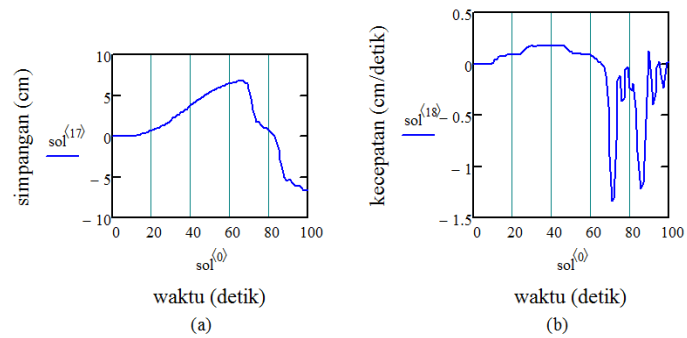 simpangan (cm)
sol⟨17⟩
10
5
0
− 5
− 10
0 20 40 60 80 100
sol⟨0⟩
waktu (detik)
(a)
kecepatan (cm/detik)
sol⟨18⟩
0.5
0
− 0.5
− 1
− 1.5
0 20 40 60 80 100
sol⟨0⟩
waktu (detik)
(b)